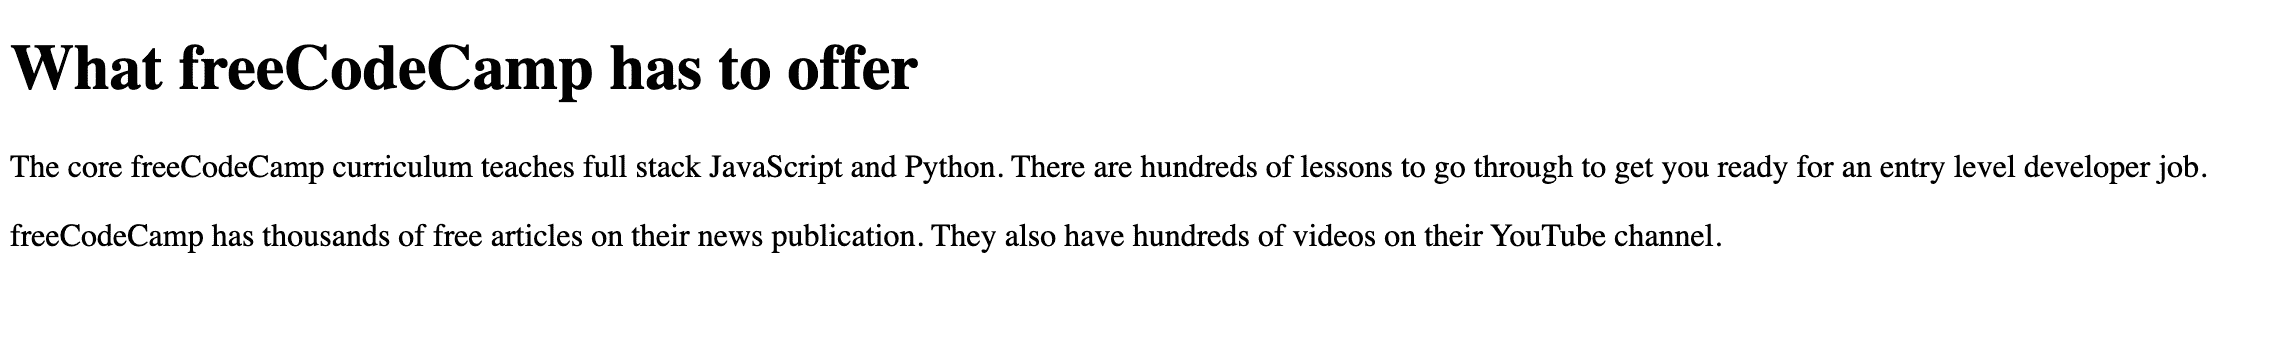 What freeCodeCamp has to offer
The core freeCodeCamp curriculum teaches full stack JavaScript and Python. There are hundreds of lessons to go through to get you ready for an entry level developer job.
freeCodeCamp has thousands of free articles on their news publication. They also have hundreds of videos on their YouTube channel.